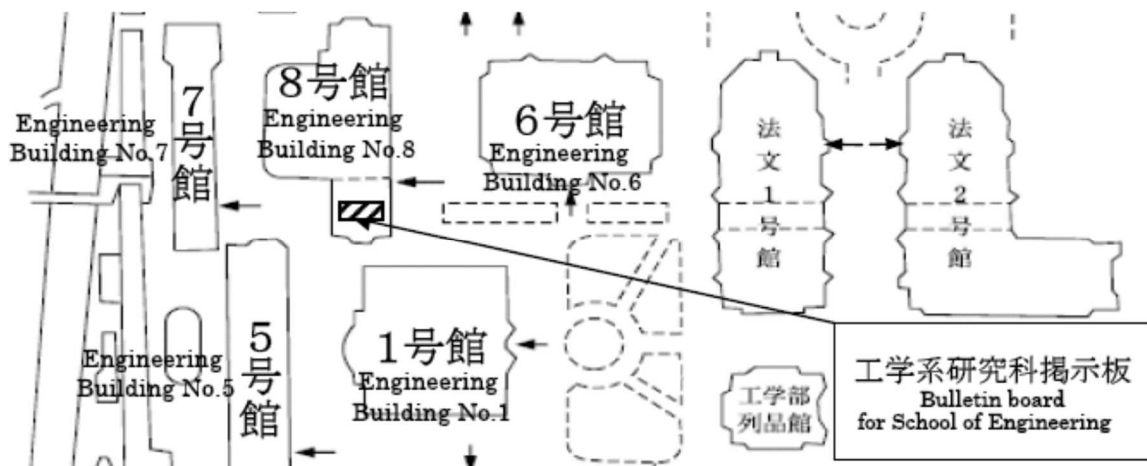 7号館
Engineering
Building No.7
8号館
Engineering
Building No.8
6号館
Engineering
Building No.6
法文1号館
法文2号館
5号館
Engineering
Building No.5
1号館
Engineering
Building No.1
工学部
列品館
工学系研究科掲示板
Bulletin board
for School of Engineering